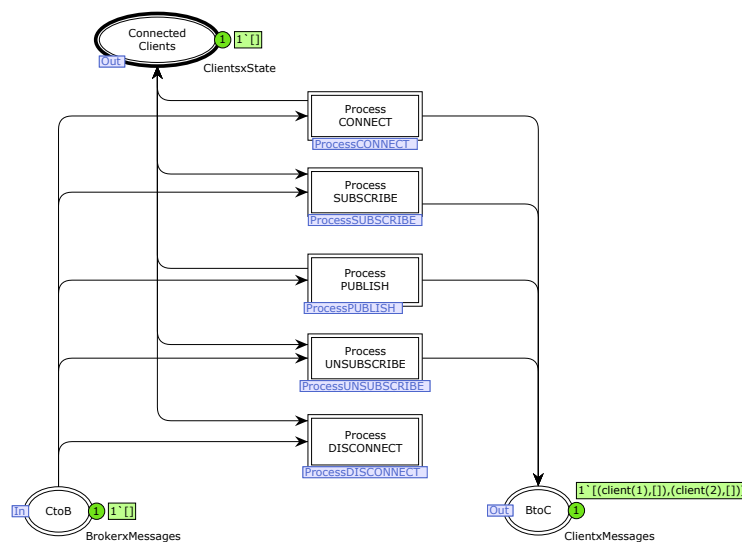 Connected
Clients
1
1`[]
Out
ClientsxState
Process
CONNECT
ProcessCONNECT
Process
SUBSCRIBE
ProcessSUBSCRIBE
Process
PUBLISH
ProcessPUBLISH
Process
UNSUBSCRIBE
ProcessUNSUBSCRIBE
Process
DISCONNECT
ProcessDISCONNECT
In
CtoB
1
1`[]
BrokerxMessages
1`[(client(1),[]),(client(2),[])]
Out
BtoC
1
ClientxMessages